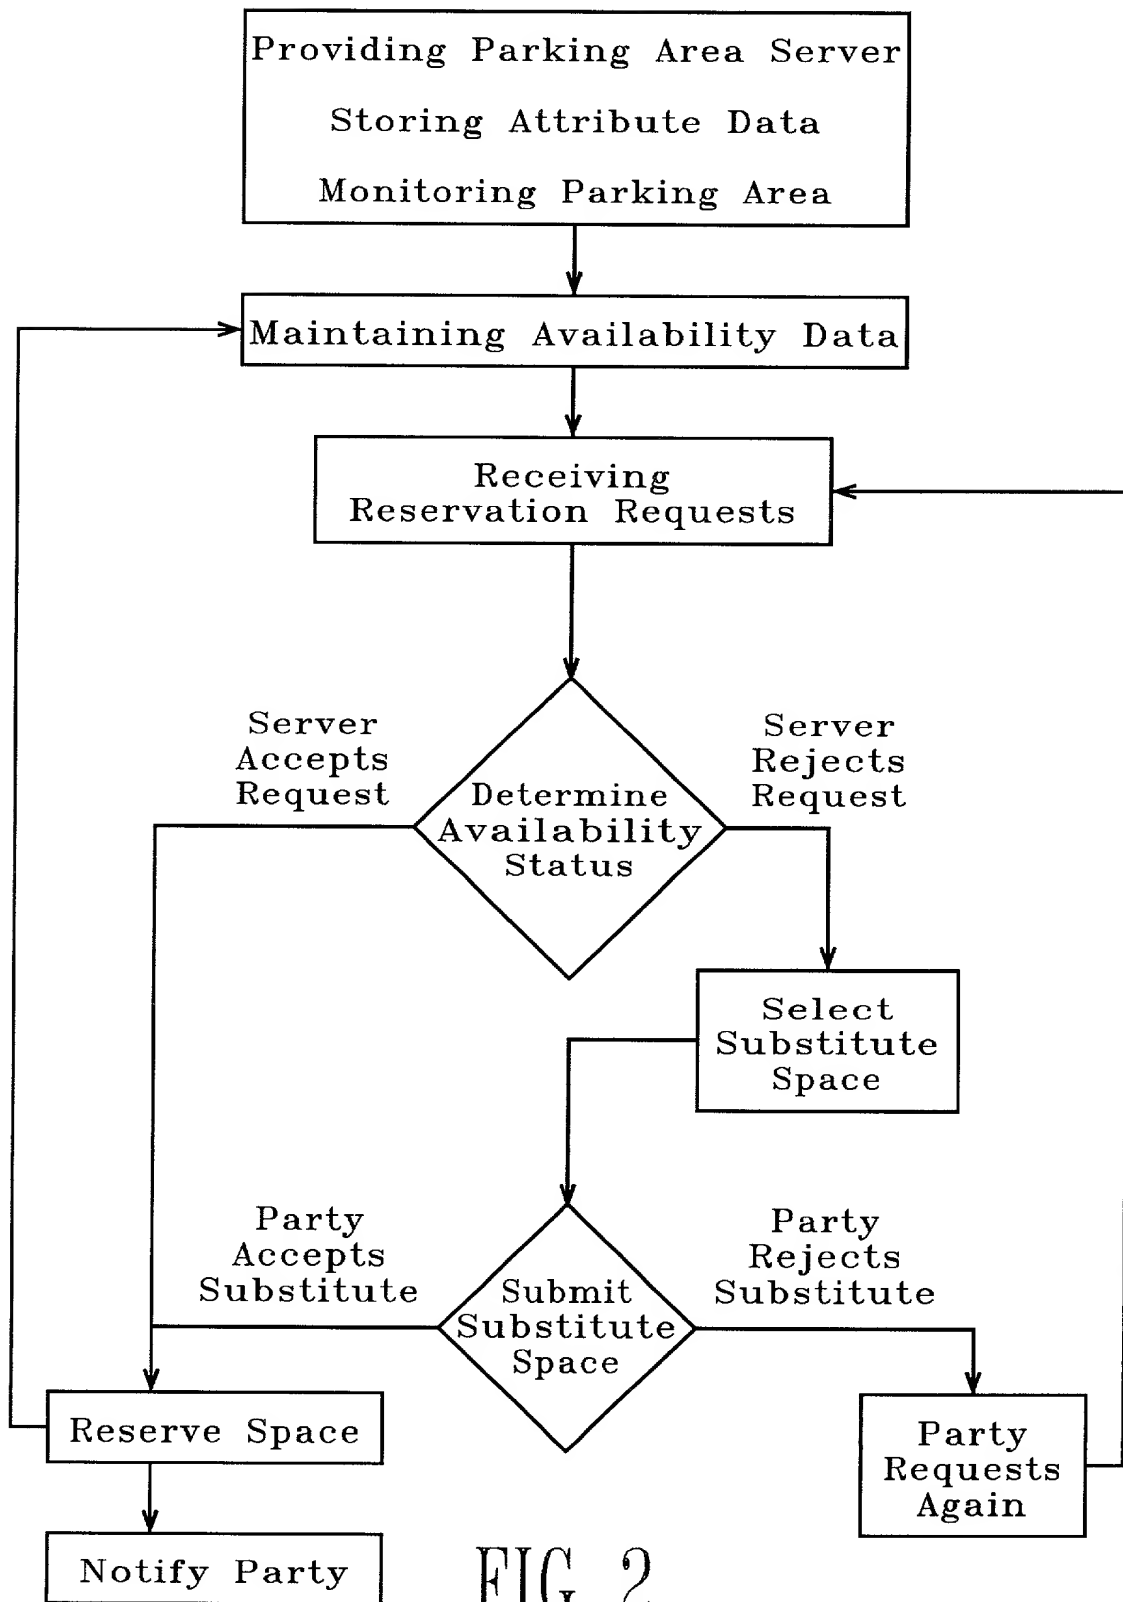 Providing Parking Area Server
Storing Attribute Data
Monitoring Parking Area
Maintaining Availability Data
Receiving
Reservation Requests
Server
Accepts
Request
Server
Rejects
Request
Determine
Availability
Status
Select
Substitute
Space
Party
Accepts
Substitute
Party
Rejects
Substitute
Submit
Substitute
Space
Reserve Space
Party
Requests
Again
Notify Party
FIG. 2